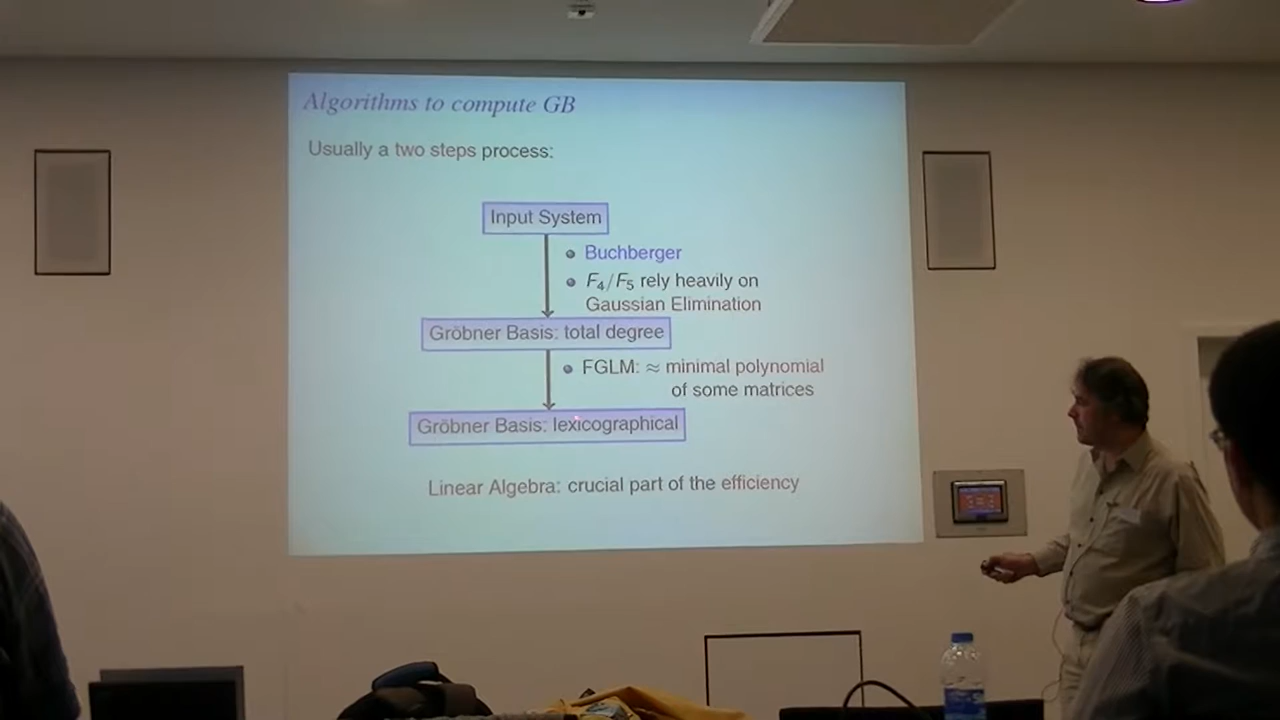 Algorithms to compute GB
Usually a two steps process:
Input System
Buchberger
F4/F5 rely heavily on
Gaussian Elimination
Gröbner Basis: total degree
FGLM: ≈ minimal polynomial
of some matrices
Gröbner Basis: lexicographical
Linear Algebra: crucial part of the efficiency